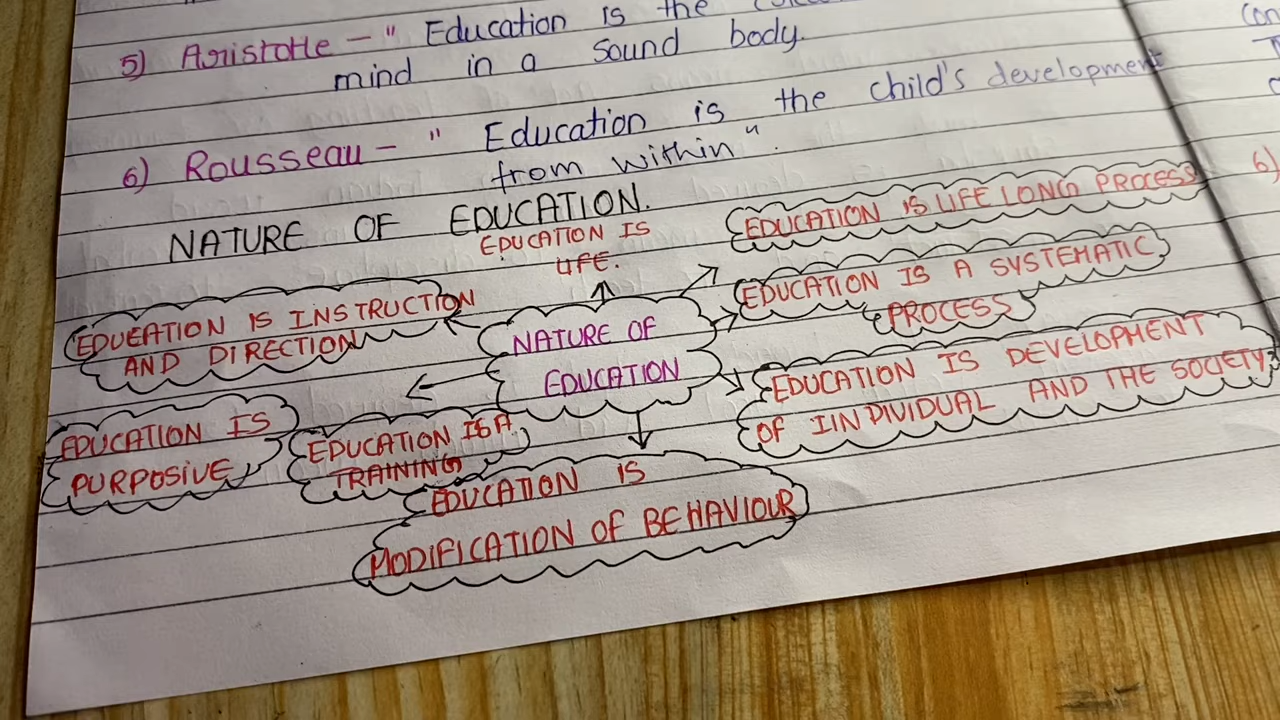 5) Aristotle - " Education is the
mind in a sound body.
6) Rousseau - " Education is the child's development
from within".
NATURE OF EDUCATION.
EDUCATION IS
LIFE.
EDUCATION IS LIFE LONG PROCESS
EDUCATION IS A SYSTEMATIC
PROCESS
EDUCATION IS INSTRUCTION
AND DIRECTION
NATURE OF
EDUCATION
EDUCATION IS DEVELOPMENT
OF IINDIVIDUAL AND THE SOCIETY
EDUCATION IS
PURPOSIVE
EDUCATION IS A
TRAINING
EDUCATION IS
MODIFICATION OF BEHAVIOUR
6)